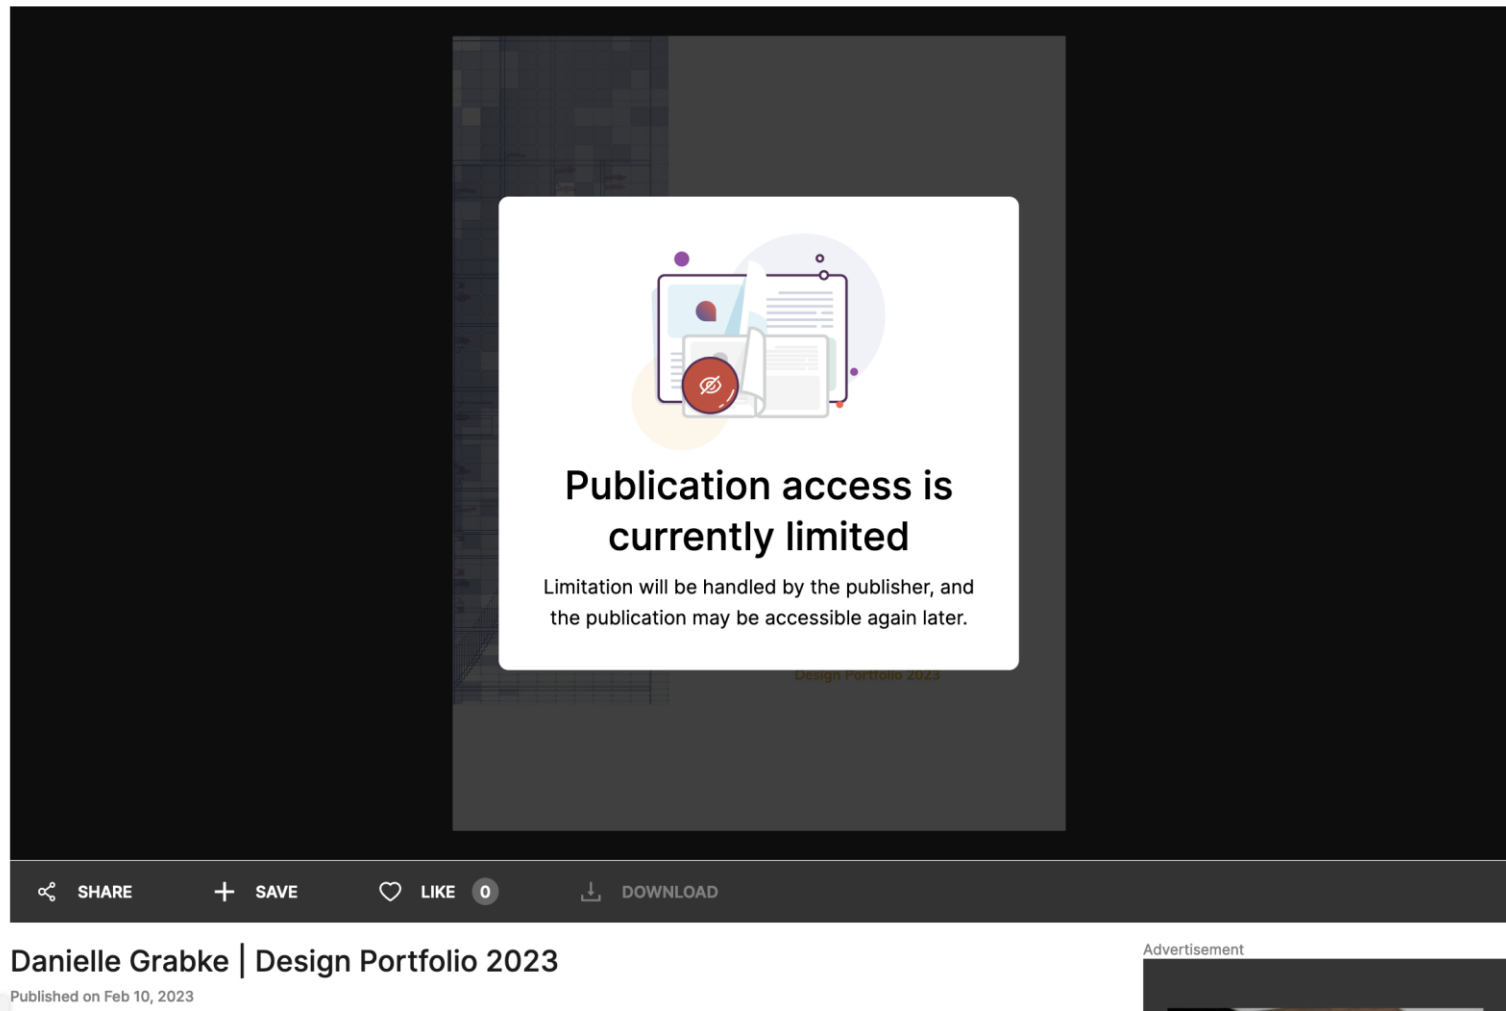 Publication access is
currently limited
Limitation will be handled by the publisher, and
the publication may be accessible again later.
Design Portfolio 2023
SHARE
SAVE
LIKE 0
DOWNLOAD
Danielle Grabke | Design Portfolio 2023
Published on Feb 10, 2023
Advertisement